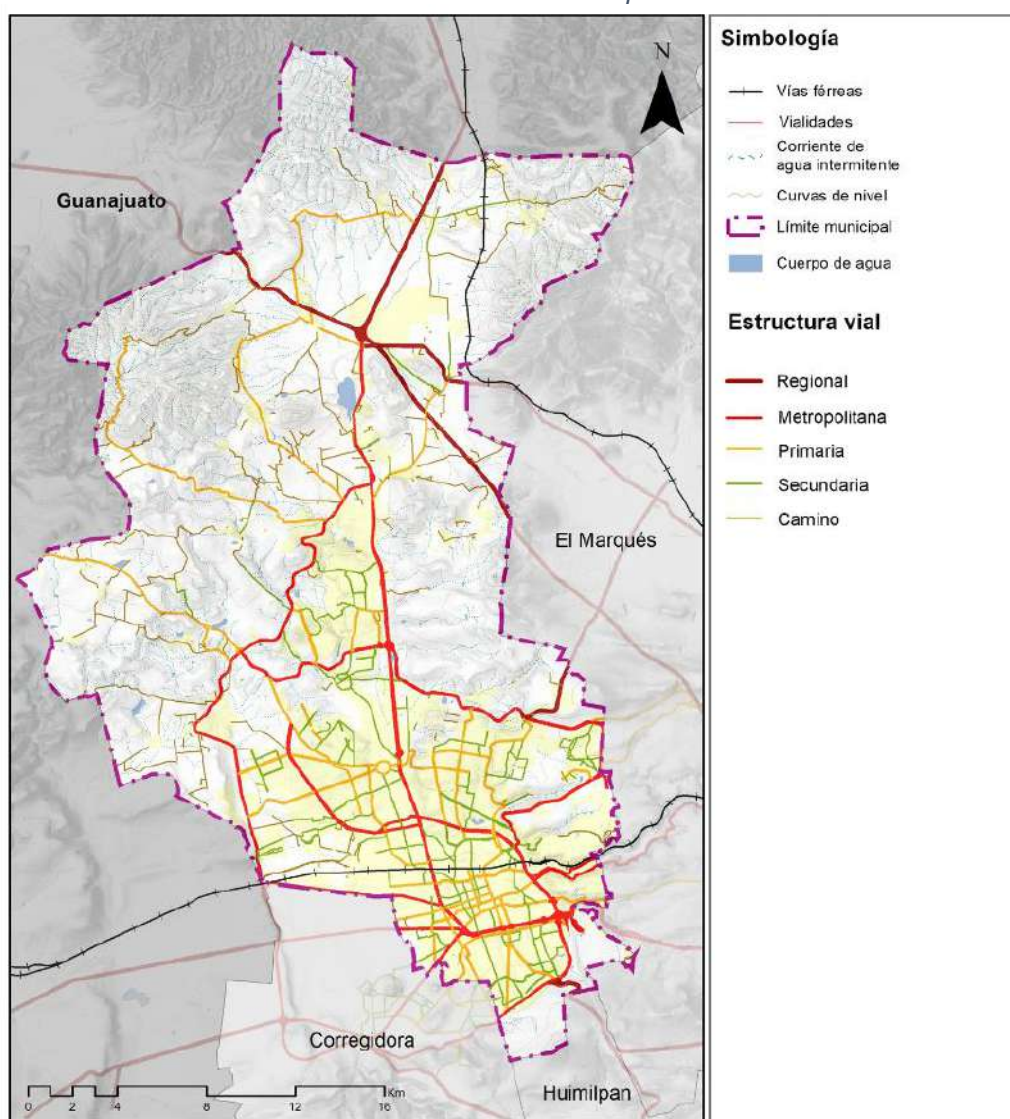 N
Guanajuato
El Marqués
Corregidora
Huimilpan
0 2 4 8 12 16 Km
Simbología
Vías férreas
Vialidades
Corriente de
agua intermitente
Curvas de nivel
Límite municipal
Cuerpo de agua
Estructura vial
Regional
Metropolitana
Primaria
Secundaria
Camino